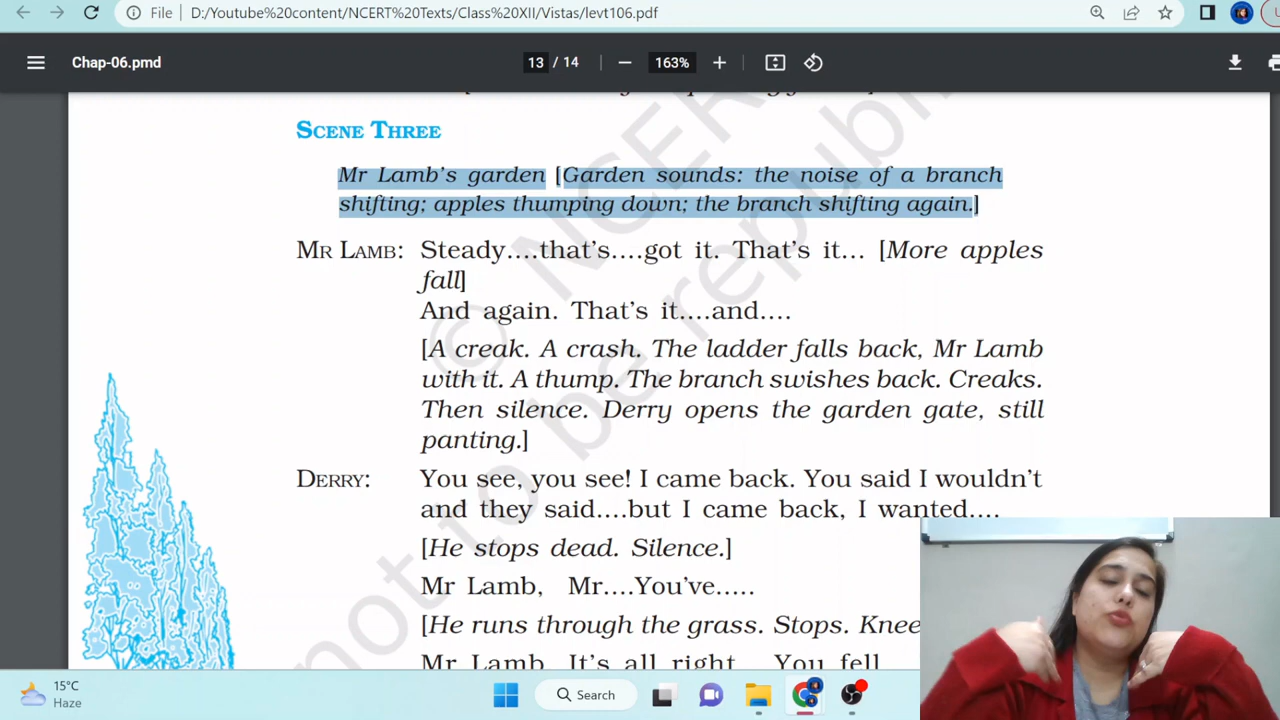 File
D:/Youtube%20content/NCERT%20Texts/Class%20XII/Vistas/levt106.pdf
Chap-06.pmd
13 / 14
163%
SCENE THREE
Mr Lamb's garden [Garden sounds: the noise of a branch
shifting; apples thumping down; the branch shifting again.]
MR LAMB: Steady....that's....got it. That's it... [More apples
fall]
And again. That's it....and....
[A creak. A crash. The ladder falls back, Mr Lamb
with it. A thump. The branch swishes back. Creaks.
Then silence. Derry opens the garden gate, still
panting.]
DERRY: You see, you see! I came back. You said I wouldn't
and they said....but I came back, I wanted....
[He stops dead. Silence.]
Mr Lamb, Mr....You've.....
[He runs through the grass. Stops. Knee
Mr Lamb, It's all right You fell
© NCERT
not to be republi
15°C
Haze
Search